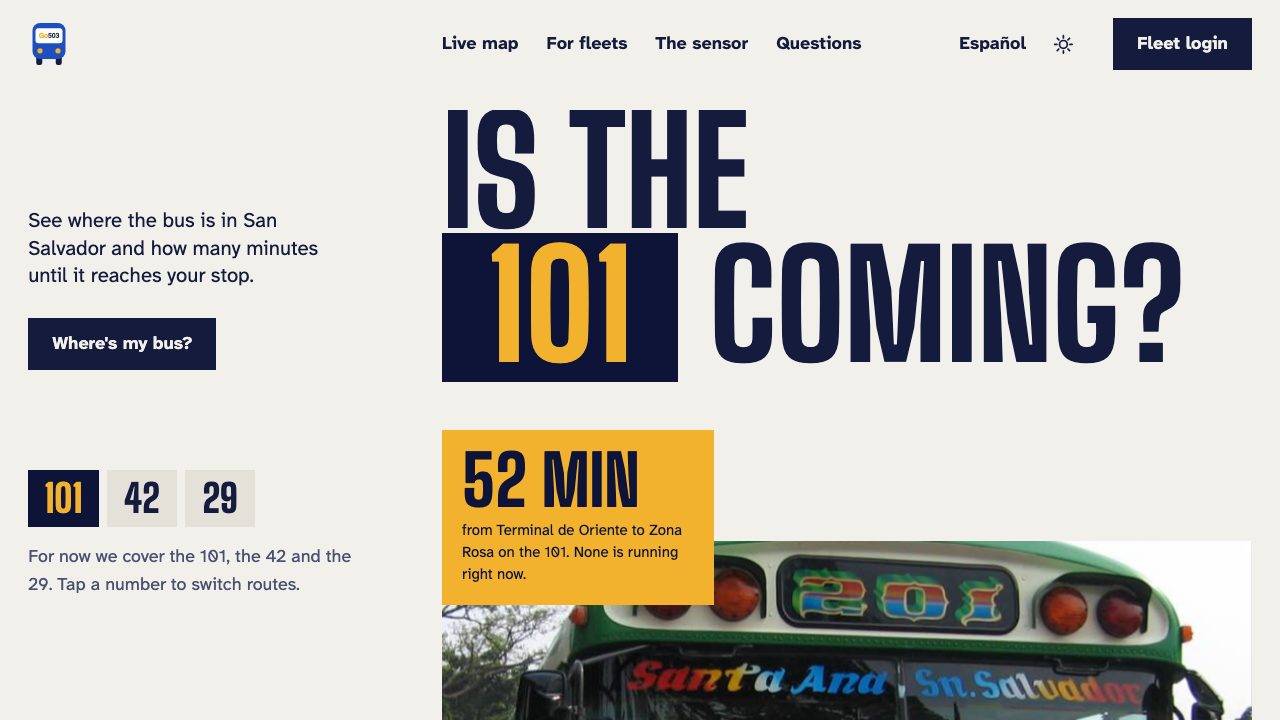 Go503
Live map
For fleets
The sensor
Questions
Español
Fleet login
IS THE
101 COMING?
See where the bus is in San
Salvador and how many minutes
until it reaches your stop.
Where's my bus?
101
42
29
For now we cover the 101, the 42 and the
29. Tap a number to switch routes.
52 MIN
from Terminal de Oriente to Zona
Rosa on the 101. None is running
right now.
201
Santa Ana
Sn. Salvador